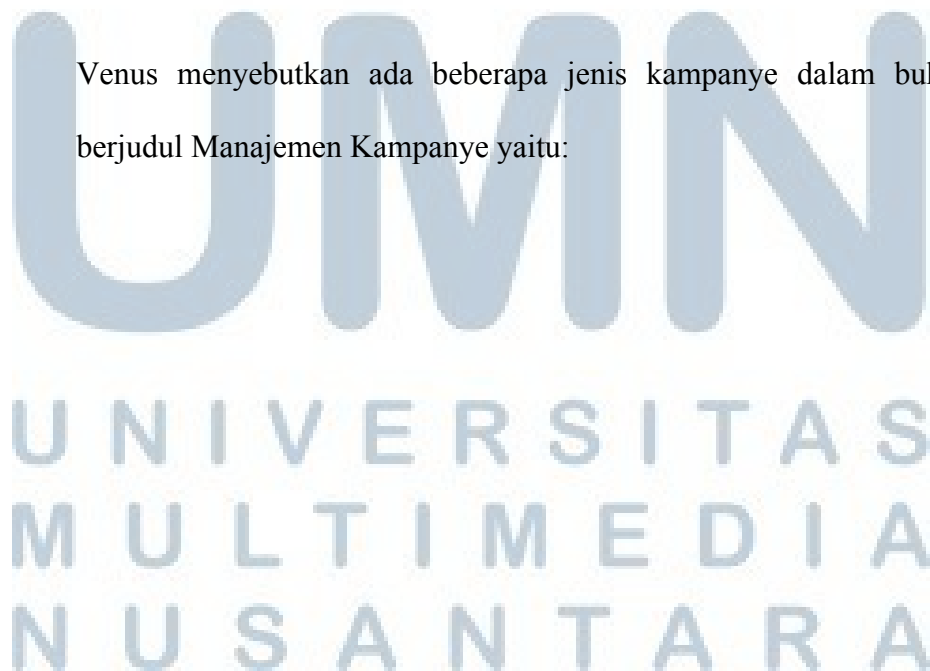 Venus menyebutkan ada beberapa jenis kampanye dalam
berjudul Manajemen Kampanye yaitu:
UMN
UNIVERSITAS
MULTIMEDIA
NUSANTARA